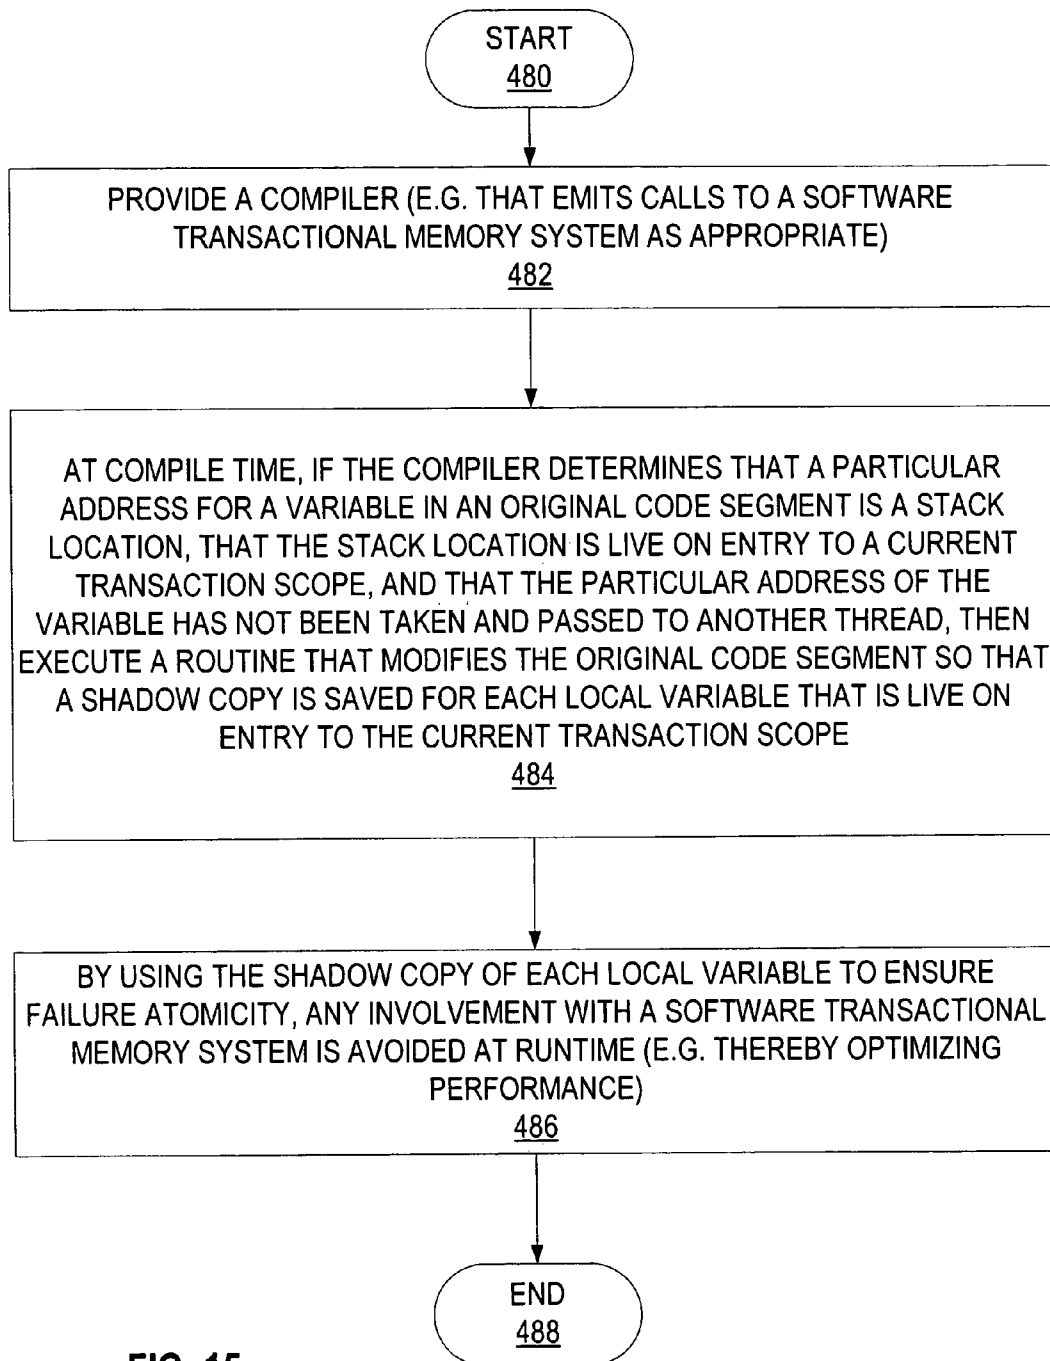 START
480
PROVIDE A COMPILER (E.G. THAT EMITS CALLS TO A SOFTWARE
TRANSACTIONAL MEMORY SYSTEM AS APPROPRIATE)
482
AT COMPILE TIME, IF THE COMPILER DETERMINES THAT A PARTICULAR
ADDRESS FOR A VARIABLE IN AN ORIGINAL CODE SEGMENT IS A STACK
LOCATION, THAT THE STACK LOCATION IS LIVE ON ENTRY TO A CURRENT
TRANSACTION SCOPE, AND THAT THE PARTICULAR ADDRESS OF THE
VARIABLE HAS NOT BEEN TAKEN AND PASSED TO ANOTHER THREAD, THEN
EXECUTE A ROUTINE THAT MODIFIES THE ORIGINAL CODE SEGMENT SO THAT
A SHADOW COPY IS SAVED FOR EACH LOCAL VARIABLE THAT IS LIVE ON
ENTRY TO THE CURRENT TRANSACTION SCOPE
484
BY USING THE SHADOW COPY OF EACH LOCAL VARIABLE TO ENSURE
FAILURE ATOMICITY, ANY INVOLVEMENT WITH A SOFTWARE TRANSACTIONAL
MEMORY SYSTEM IS AVOIDED AT RUNTIME (E.G. THEREBY OPTIMIZING
PERFORMANCE)
486
END
488
FIG. 15